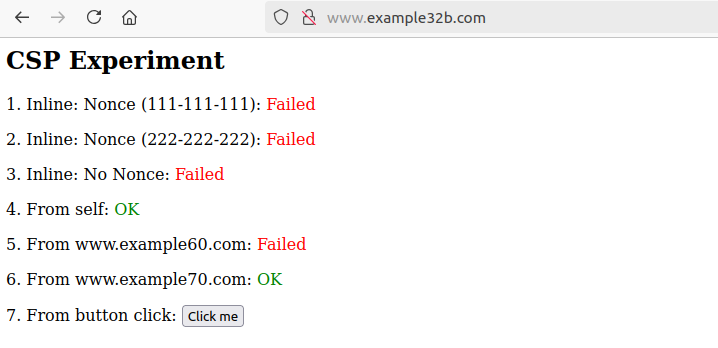 www.example32b.com
CSP Experiment
1. Inline: Nonce (111-111-111): Failed
2. Inline: Nonce (222-222-222): Failed
3. Inline: No Nonce: Failed
4. From self: OK
5. From www.example60.com: Failed
6. From www.example70.com: OK
7. From button click: Click me